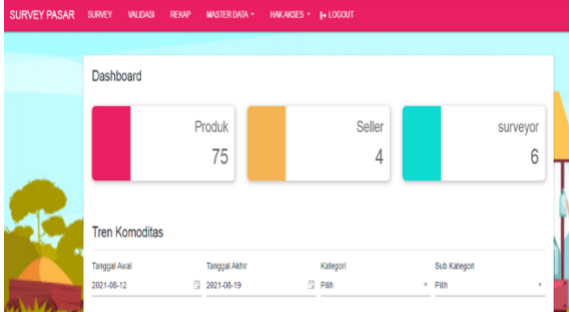 SURVEY PASAR SURVEY VALIDASI REKAP MASTER DATA HAK AKSES LOGOUT
Dashboard
Produk Seller surveyor
75 4 6
Tren Komoditas
Tanggal Awal Tanggal Akhir Kategori Sub Kategori
2021-08-12 2021-08-19 Pilih Pilih